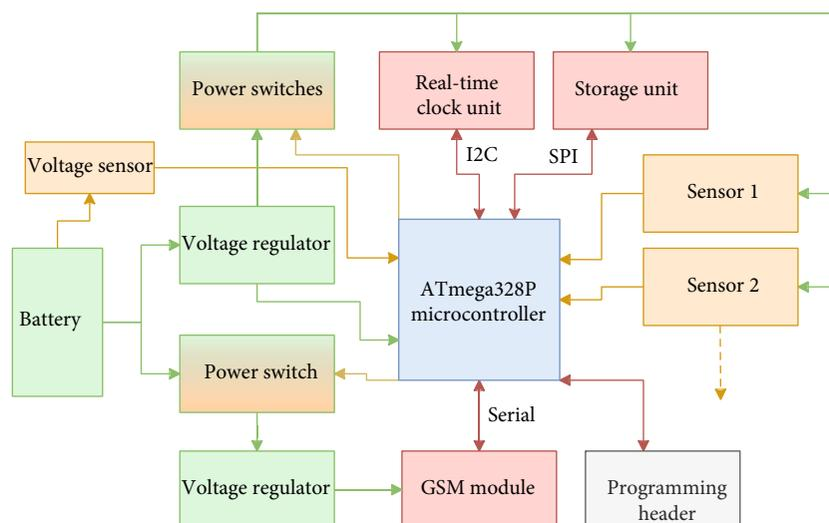 Power switches
Real-time
clock unit
Storage unit
I2C
SPI
Voltage sensor
Sensor 1
Voltage regulator
ATmega328P
microcontroller
Sensor 2
Battery
Power switch
Serial
Voltage regulator
GSM module
Programming
header